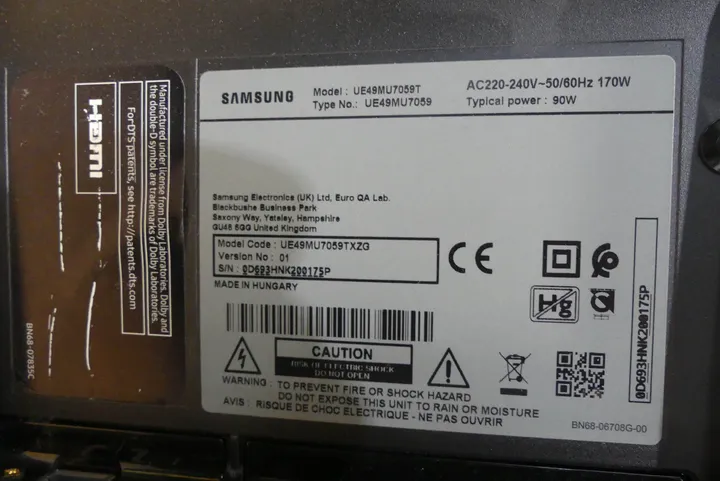 HDMI
Manufactured under license from Dolby Laboratories. Dolby and
the double-D symbol are trademarks of Dolby Laboratories.
For DTS patents, see http://patents.dts.com
BN68-07835C
SAMSUNG
Model : UE49MU7059T
Type No.: UE49MU7059
AC220-240V~50/60Hz 170W
Typical power : 90W
Samsung Electronics (UK) Ltd, Euro QA Lab.
Blackbushe Business Park
Saxony Way, Yateley, Hampshire
GU46 6GG United Kingdom
Model Code : UE49MU7059TXZG
Version No : 01
S/N : 0D693HNK200175P
MADE IN HUNGARY
CE
Hg
0D693HNK200175P
CAUTION
RISK OF ELECTRIC SHOCK
DO NOT OPEN
WARNING : TO PREVENT FIRE OR SHOCK HAZARD
DO NOT EXPOSE THIS UNIT TO RAIN OR MOISTURE
AVIS : RISQUE DE CHOC ELECTRIQUE - NE PAS OUVRIR
BN68-06708G-00